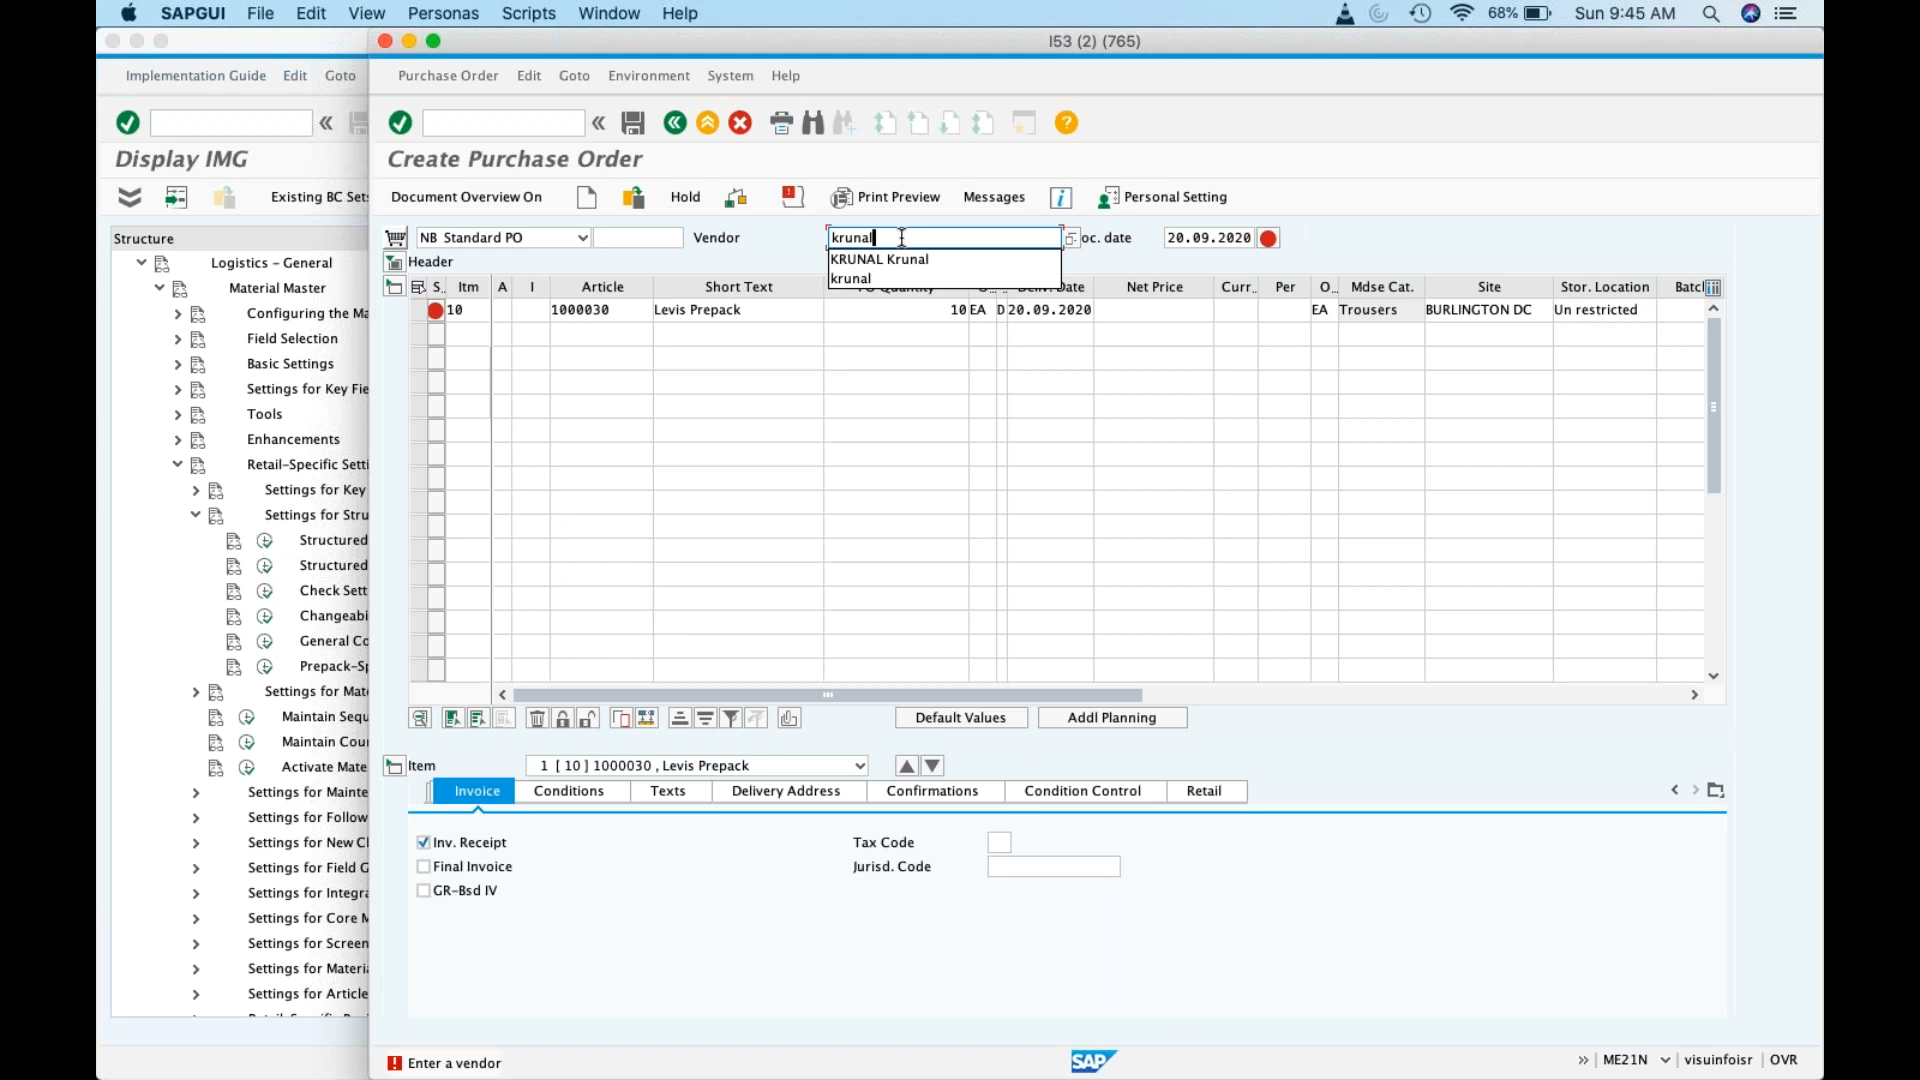 SAPGUI File Edit View Personas Scripts Window Help 68% Sun 9:45 AM
I53 (2) (765)
Implementation Guide Edit Goto
Purchase Order Edit Goto Environment System Help
Display IMG
Create Purchase Order
Existing BC Sets
Document Overview On Hold Print Preview Messages Personal Setting
Structure
NB Standard PO Vendor krunal oc. date 20.09.2020
Header
KRUNAL Krunal
krunal
S.. Itm A I Article Short Text Net Price Curr.. Per O.. Mdse Cat. Site Stor. Location
10 1000030 Levis Prepack 10 EA D 20.09.2020 EA Trousers BURLINGTON DC Un restricted
Logistics - General
Material Master
Configuring the Ma
Field Selection
Basic Settings
Settings for Key Fie
Tools
Enhancements
Retail-Specific Setti
Settings for Key
Settings for Stru
Structured
Structured
Check Sett
Changeabi
General Co
Prepack-Sp
Settings for Mate
Maintain Sequ
Maintain Cou
Activate Mate
Settings for Mainte
Settings for Follow
Settings for New Cl
Settings for Field G
Settings for Integra
Settings for Core M
Settings for Screen
Settings for Materia
Settings for Article
Default Values Addl Planning
Item 1 [ 10 ] 1000030 , Levis Prepack
Invoice Conditions Texts Delivery Address Confirmations Condition Control Retail
Inv. Receipt Tax Code
Final Invoice Jurisd. Code
GR-Bsd IV
Enter a vendor SAP ME21N visuinfoisr OVR